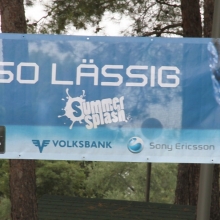 SO LÄSSIG
Summer
Splash
VOLKSBANK Sony Ericsson